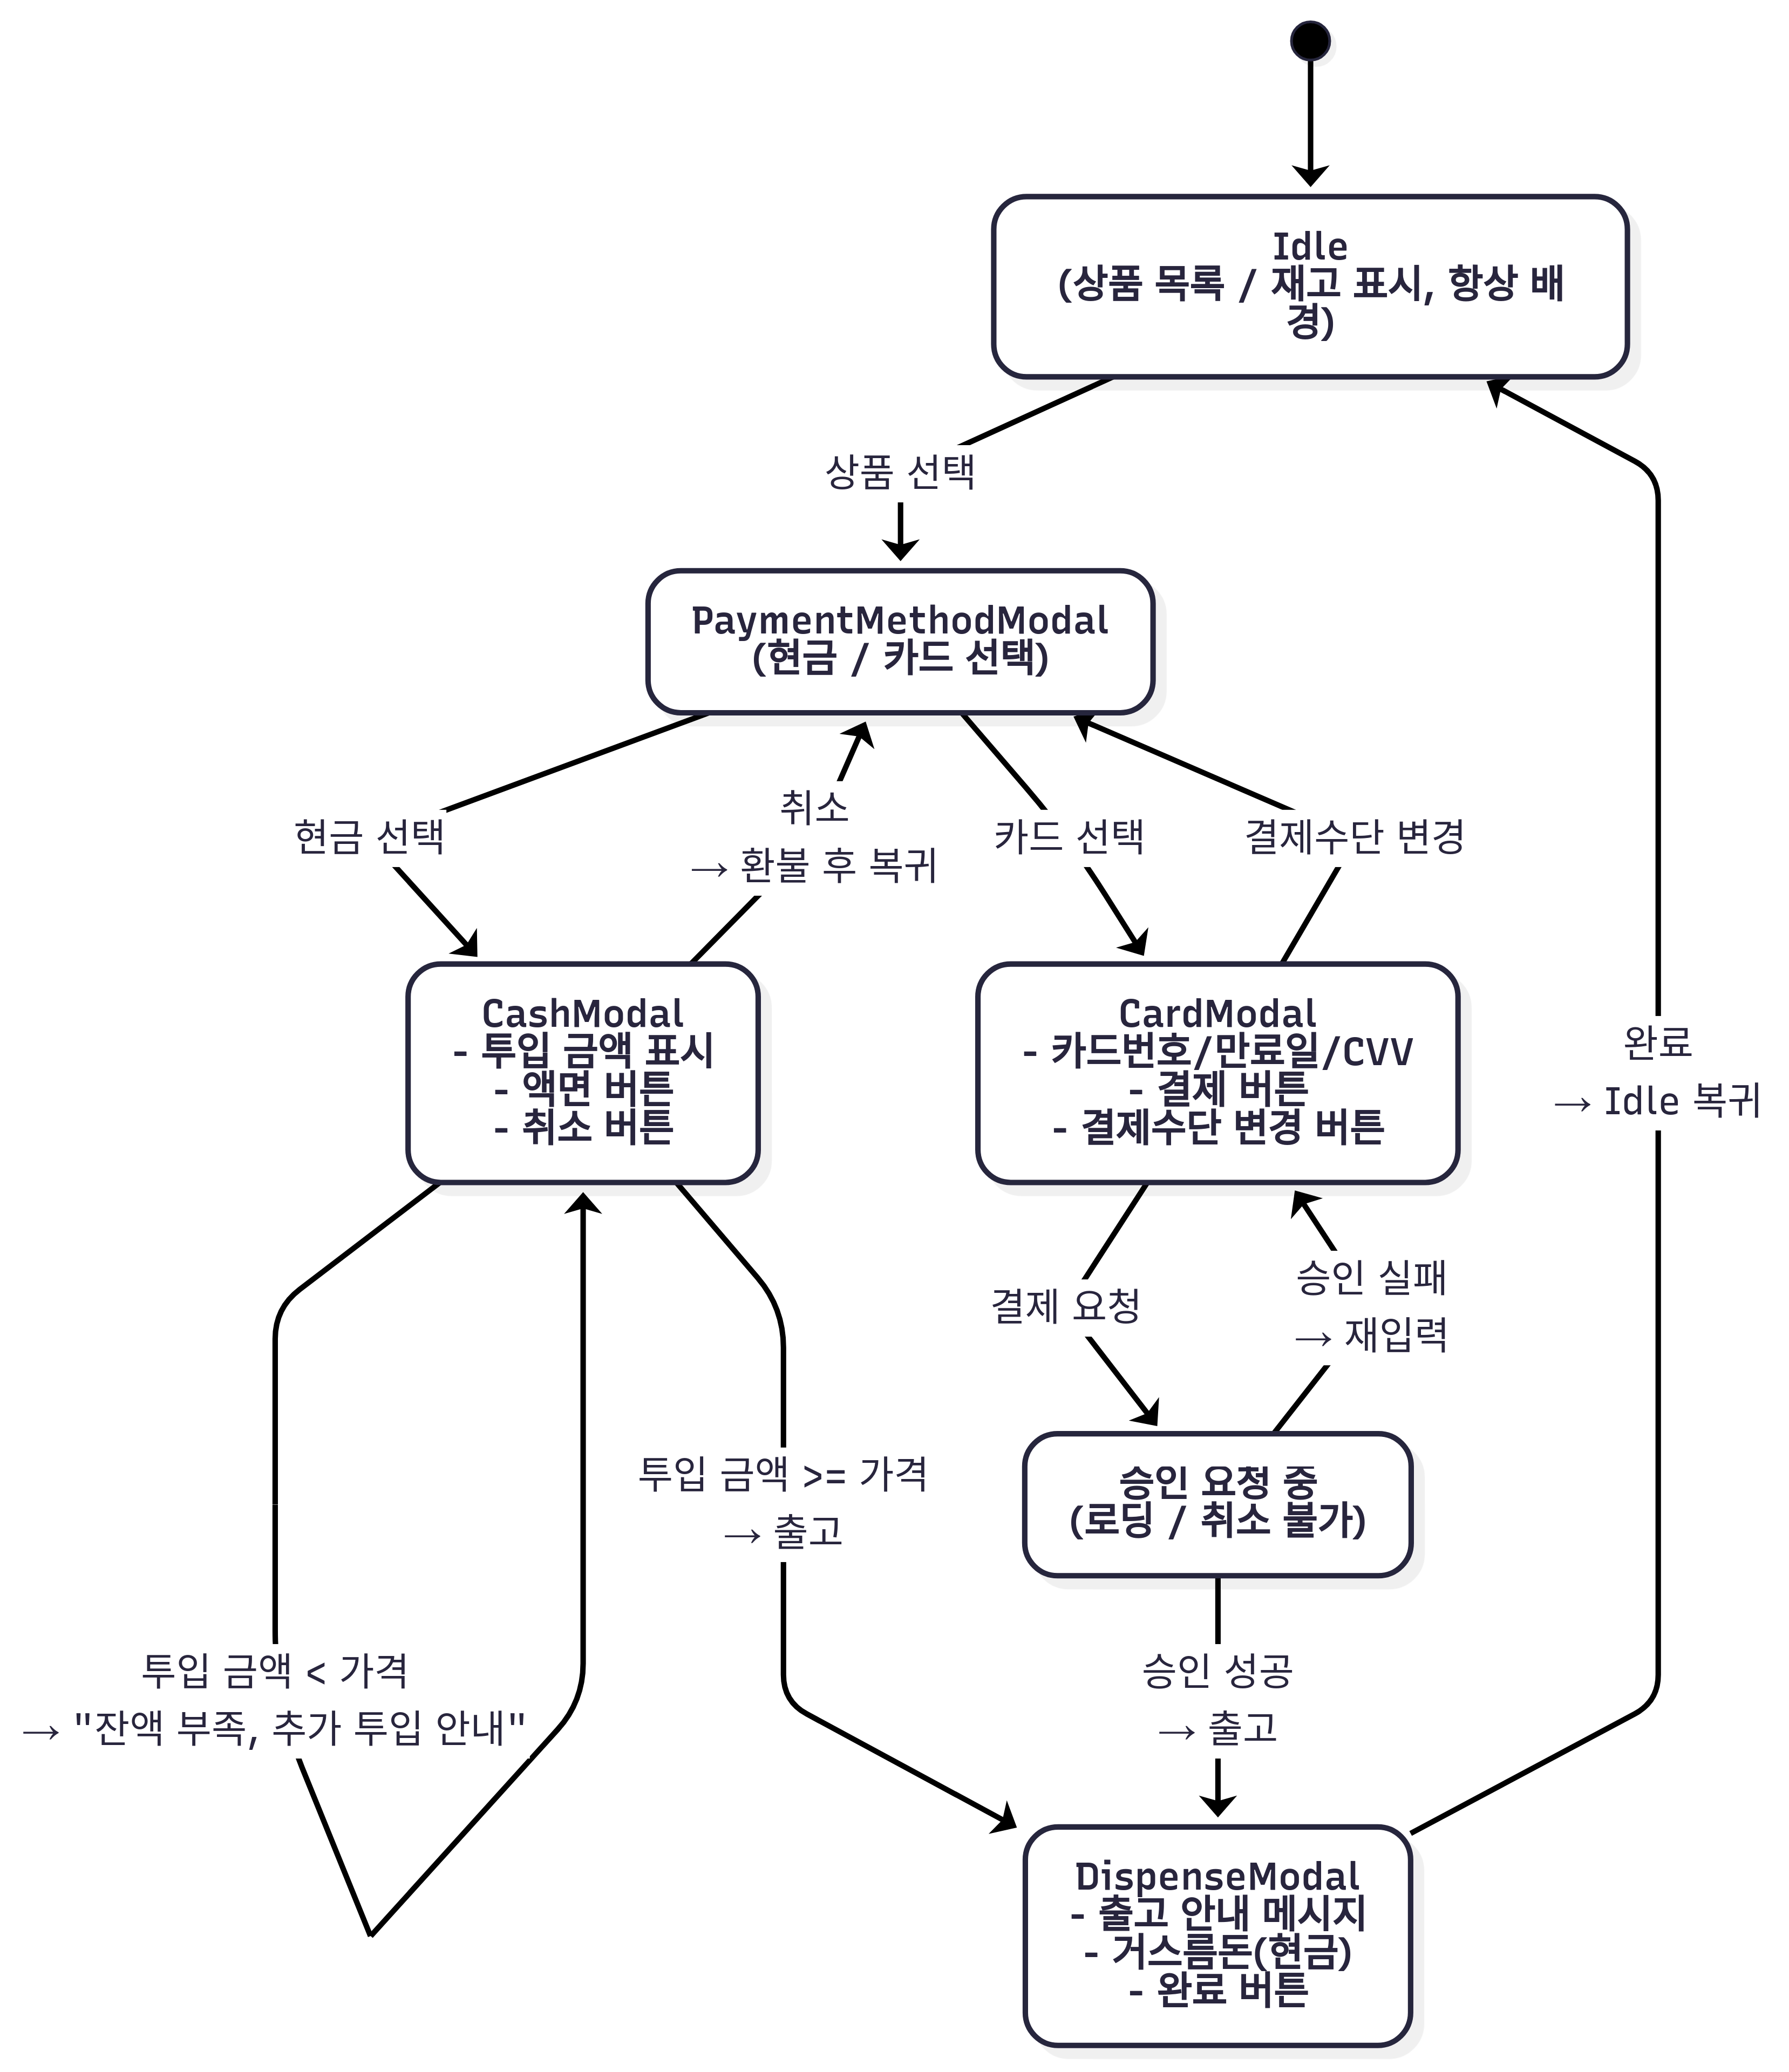 Idle
(상품 목록 / 재고 표시, 항상 배
경)
상품 선택
PaymentMethodModal
(현금 / 카드 선택)
현금 선택
취소
→ 환불 후 복귀
카드 선택
결제수단 변경
CashModal
- 투입 금액 표시
- 액면 버튼
- 취소 버튼
CardModal
- 카드번호/만료일/CVV
- 결제 버튼
- 결제수단 변경 버튼
완료
→ Idle 복귀
결제 요청
승인 실패
→ 재입력
투입 금액 >= 가격
→ 출고
승인 요청 중
(로딩 / 취소 불가)
투입 금액 < 가격
→ "잔액 부족, 추가 투입 안내"
승인 성공
→ 출고
DispenseModal
- 출고 안내 메시지
- 거스름돈(현금)
- 완료 버튼